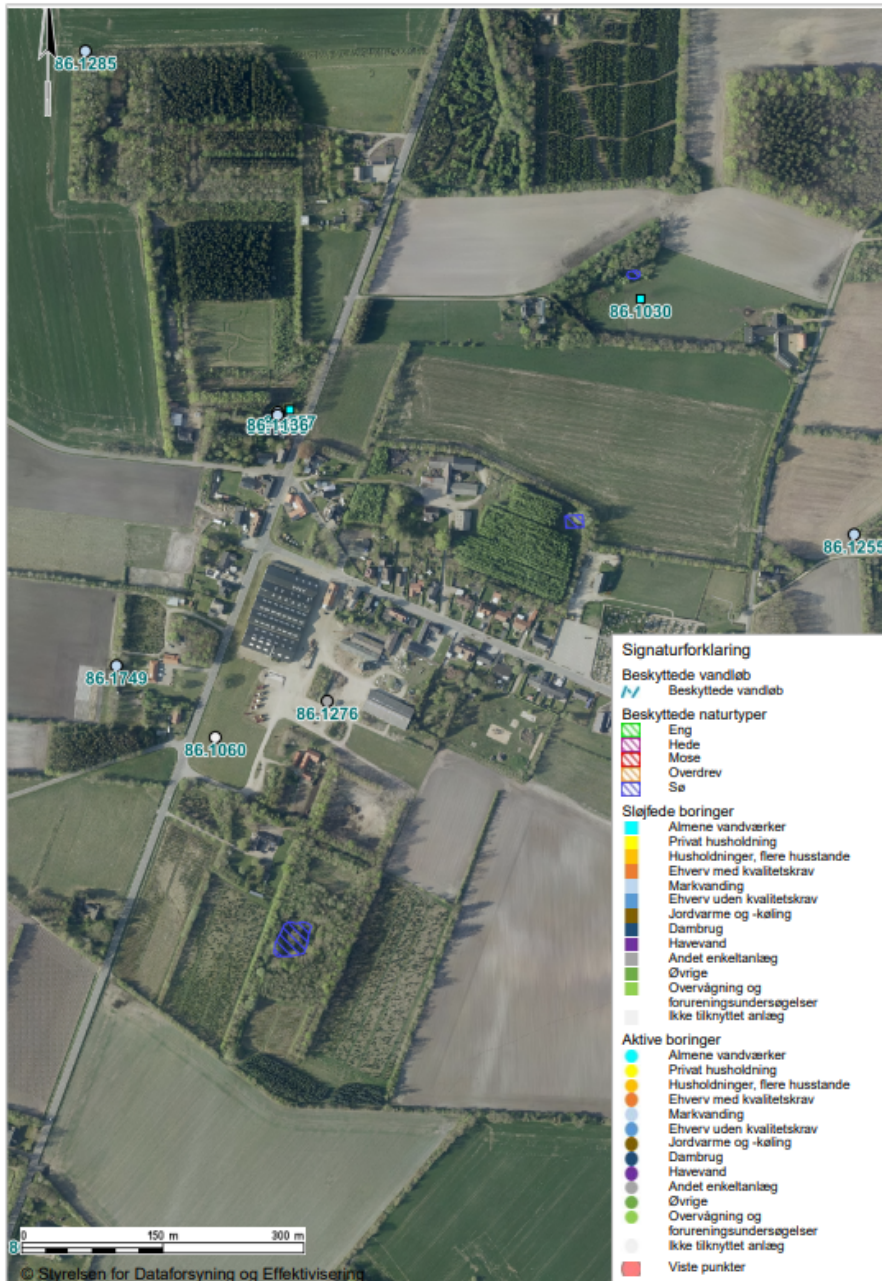 86.1285
86.1030
86.1136
86.1255
86.1749
86.1276
86.1060
Signaturforklaring
Beskyttede vandløb
Beskyttede vandløb
Beskyttede naturtyper
Eng
Hede
Mose
Overdrev
Sø
Sløjfede boringer
Almene vandværker
Privat husholdning
Husholdninger, flere husstande
Ehverv med kvalitetskrav
Markvanding
Ehverv uden kvalitetskrav
Jordvarme og -køling
Dambrug
Havevand
Andet enkeltanlæg
Øvrige
Overvågning og
forureningsundersøgelser
Ikke tilknyttet anlæg
Aktive boringer
Almene vandværker
Privat husholdning
Husholdninger, flere husstande
Ehverv med kvalitetskrav
Markvanding
Ehverv uden kvalitetskrav
Jordvarme og -køling
Dambrug
Havevand
Andet enkeltanlæg
Øvrige
Overvågning og
forureningsundersøgelser
Ikke tilknyttet anlæg
Viste punkter
0 150 m 300 m
8
© Styrelsen for Dataforsyning og Effektivisering